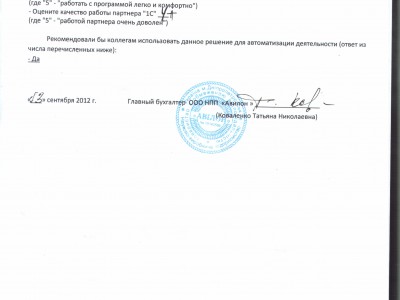 (где "5" - "работать с программой легко и комфортно")
- Оцените качество работы партнера "1С"
(где "5" - "работой партнера очень доволен")
Рекомендовали бы коллегам использовать данное решение для автоматизации деятельности (ответ из
числа перечисленных ниже):
- Да
» сентября 2012 г. Главный бухгалтер ООО НПП «Авилон»
(Коваленко Татьяна Николаевна)